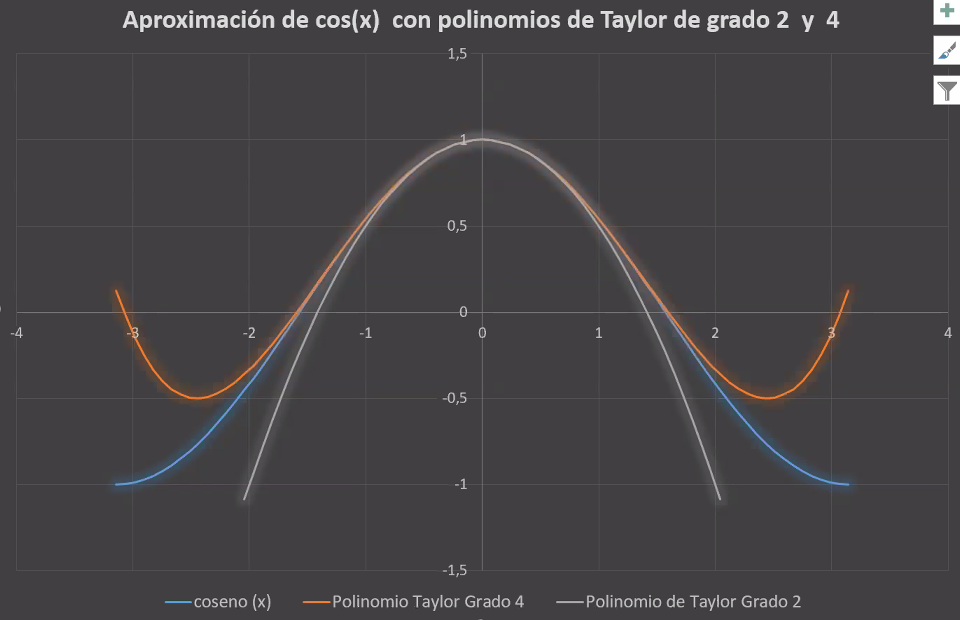 Aproximación de cos(x) con polinomios de Taylor de grado 2 y 4
1,5
1
0,5
0
-4 -3 -2 -1 0 1 2 3 4
-0,5
-1
-1,5
coseno (x) Polinomio Taylor Grado 4 Polinomio de Taylor Grado 2